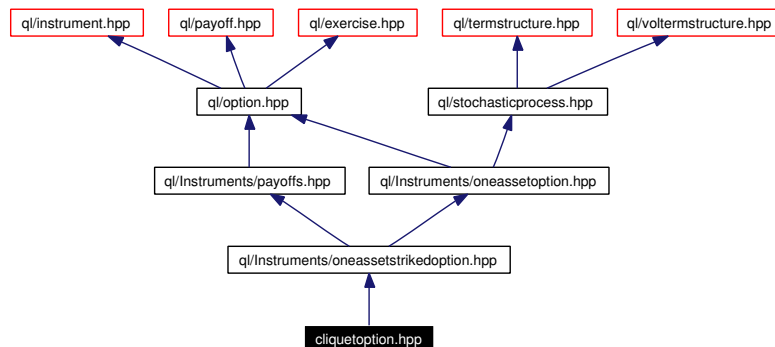 ql/instrument.hpp
ql/payoff.hpp
ql/exercise.hpp
ql/termstructure.hpp
ql/voltermstructure.hpp
ql/option.hpp
ql/stochasticprocess.hpp
ql/Instruments/payoffs.hpp
ql/Instruments/oneassetoption.hpp
ql/Instruments/oneassetstrikedoption.hpp
cliquetoption.hpp